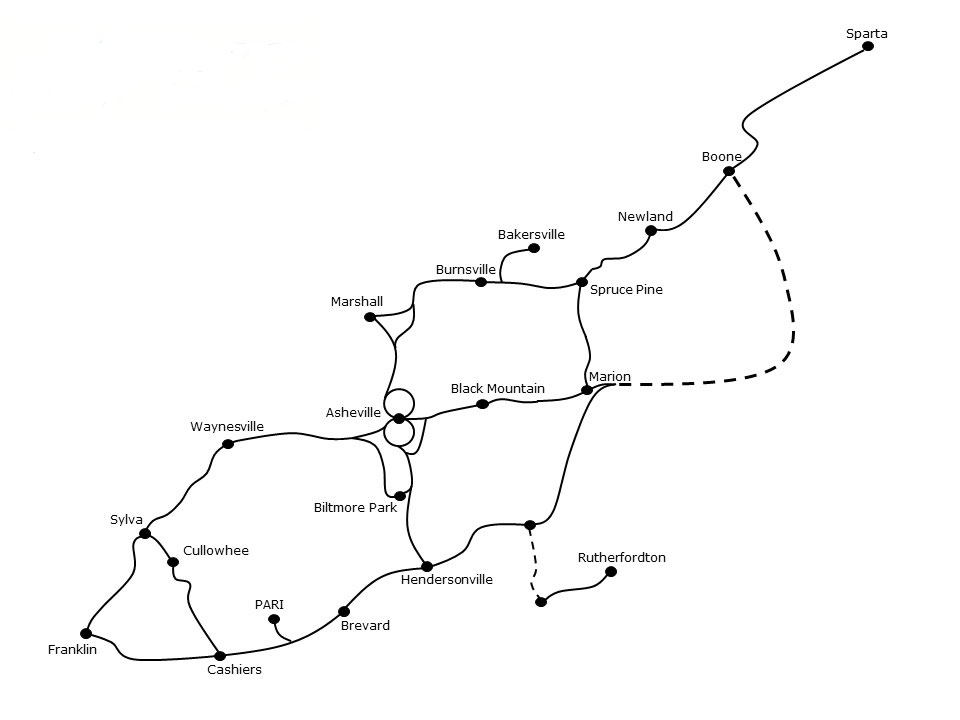 Sparta
Boone
Newland
Bakersville
Burnsville
Spruce Pine
Marshall
Marion
Black Mountain
Asheville
Waynesville
Biltmore Park
Sylva
Cullowhee
Rutherfordton
Hendersonville
PARI
Brevard
Franklin
Cashiers